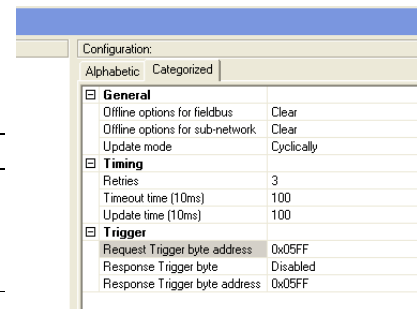 Configuration:
Alphabetic Categorized
General
Offline options for fieldbus Clear
Offline options for sub-network Clear
Update mode Cyclically
Timing
Retries 3
Timeout time (10ms) 100
Update time (10ms) 100
Trigger
Request Trigger byte address 0x05FF
Response Trigger byte Disabled
Response Trigger byte address 0x05FF